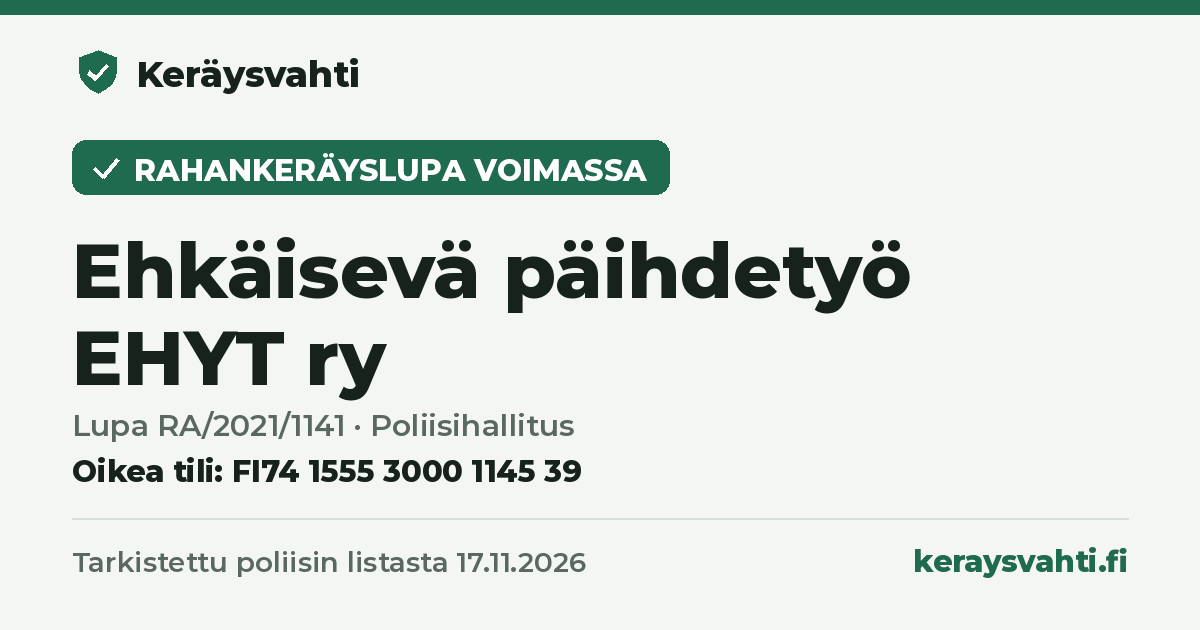 Keräysvahti
RAHANKERÄYSLUPA VOIMASSA
Ehkäisevä päihdetyö
EHYT ry
Lupa RA/2021/1141 · Poliisihallitus
Oikea tili: FI74 1555 3000 1145 39
Tarkistettu poliisin listasta 17.11.2026
keraysvahti.fi